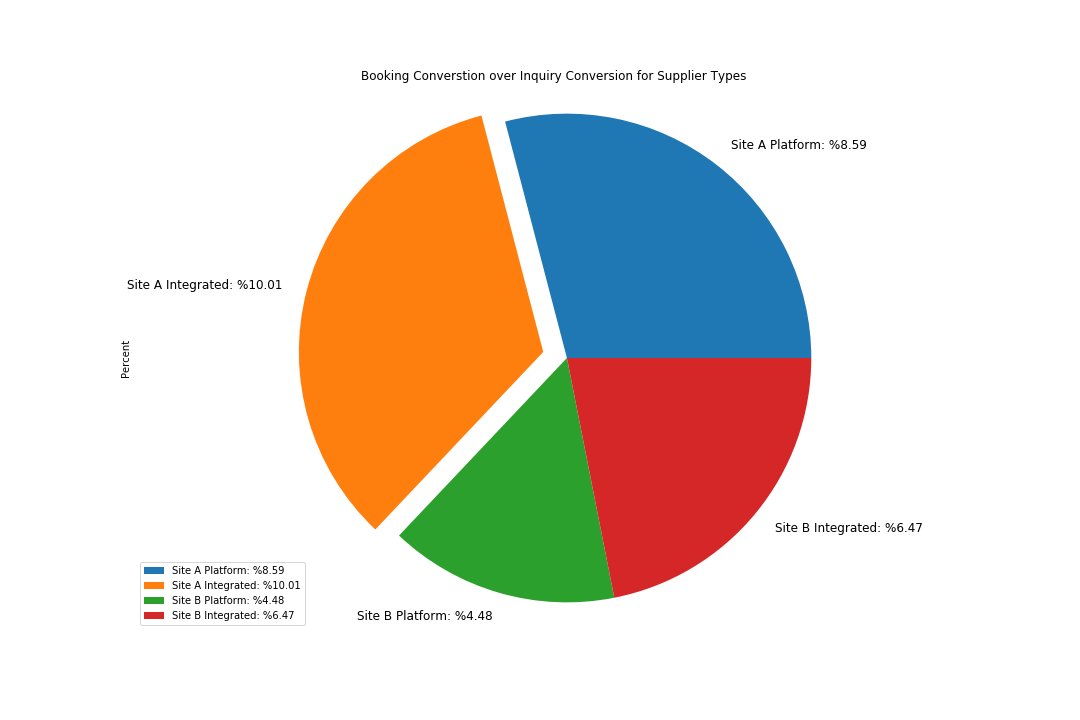 Booking Converstion over Inquiry Conversion for Supplier Types
Site A Platform: %8.59
Site A Integrated: %10.01
Percent
Site B Integrated: %6.47
Site B Platform: %4.48
Site A Platform: %8.59
Site A Integrated: %10.01
Site B Platform: %4.48
Site B Integrated: %6.47